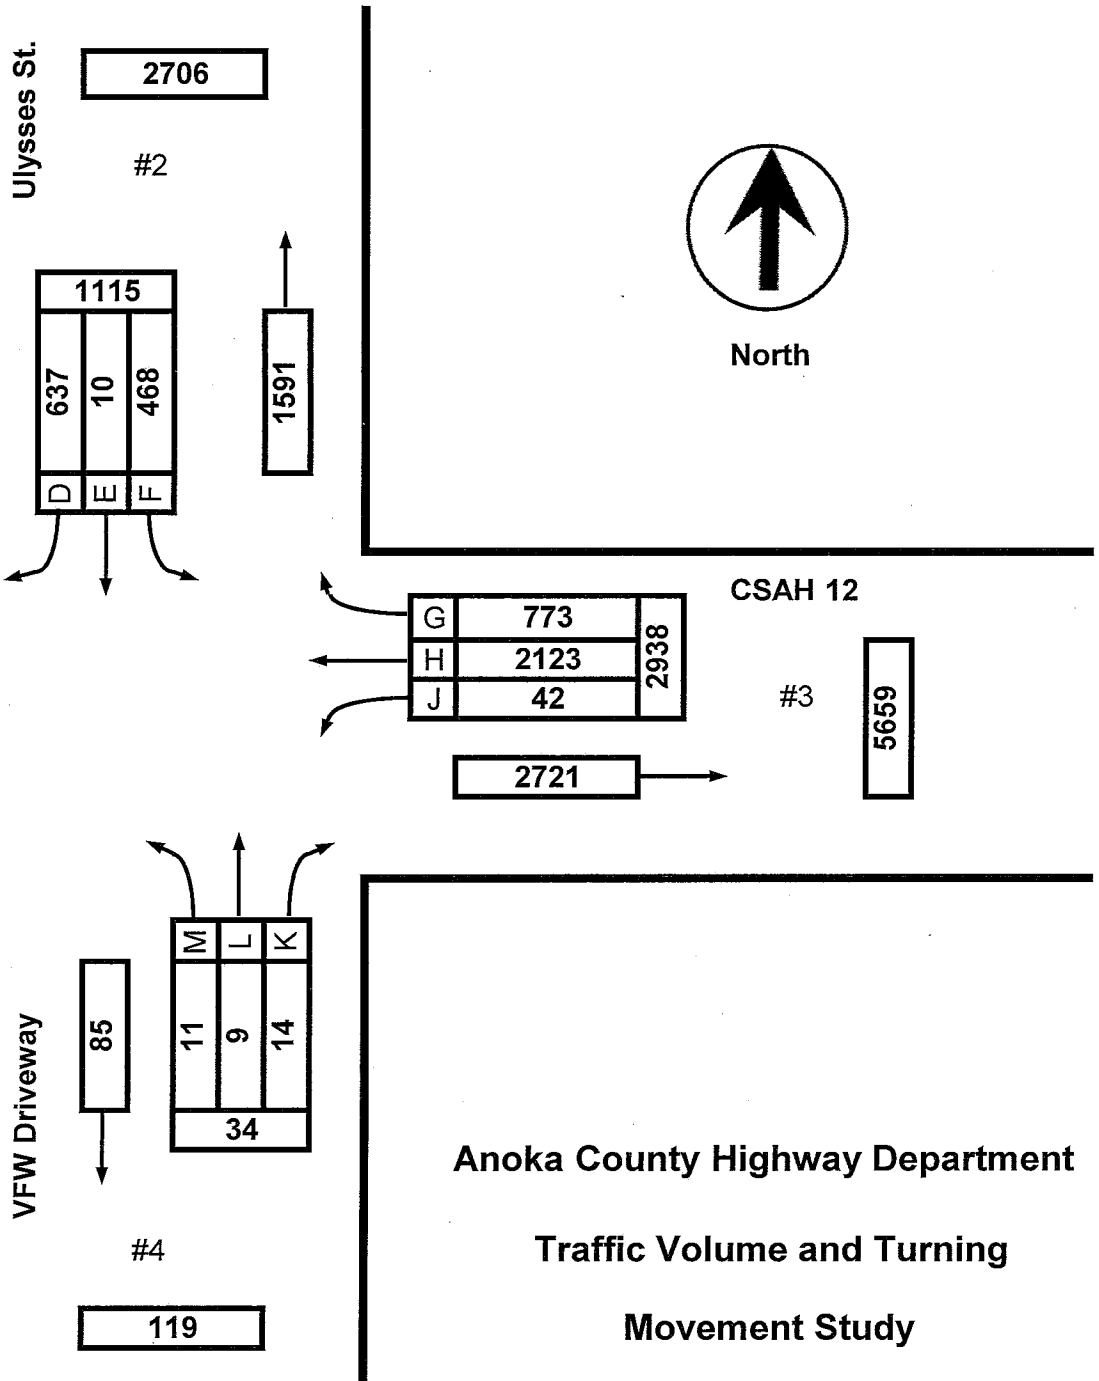 Ulysses St.
2706
#2
1115
637 10 468
D E F
1591
North
CSAH 12
G 773
H 2123
J 42
2938
#3
5659
2721
M L K
11 9 14
34
85
VFW Driveway
#4
119
Anoka County Highway Department
Traffic Volume and Turning
Movement Study